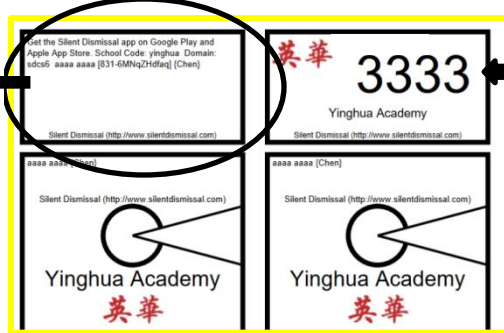 Get the Silent Dismissal app on Google Play and
Apple App Store. School Code: yinghua Domain:
sdcs6 aaaa aaaa [831-6MNqZHdfaq] {Chen}
Silent Dismissal (http://www.silentdismissal.com)
英華
3333
Yinghua Academy
Silent Dismissal (http://www.silentdismissal.com)
aaaa aaaa {Chen}
Silent Dismissal (http://www.silentdismissal.com)
Yinghua Academy
英華
aaaa aaaa {Chen}
Silent Dismissal (http://www.silentdismissal.com)
Yinghua Academy
英華